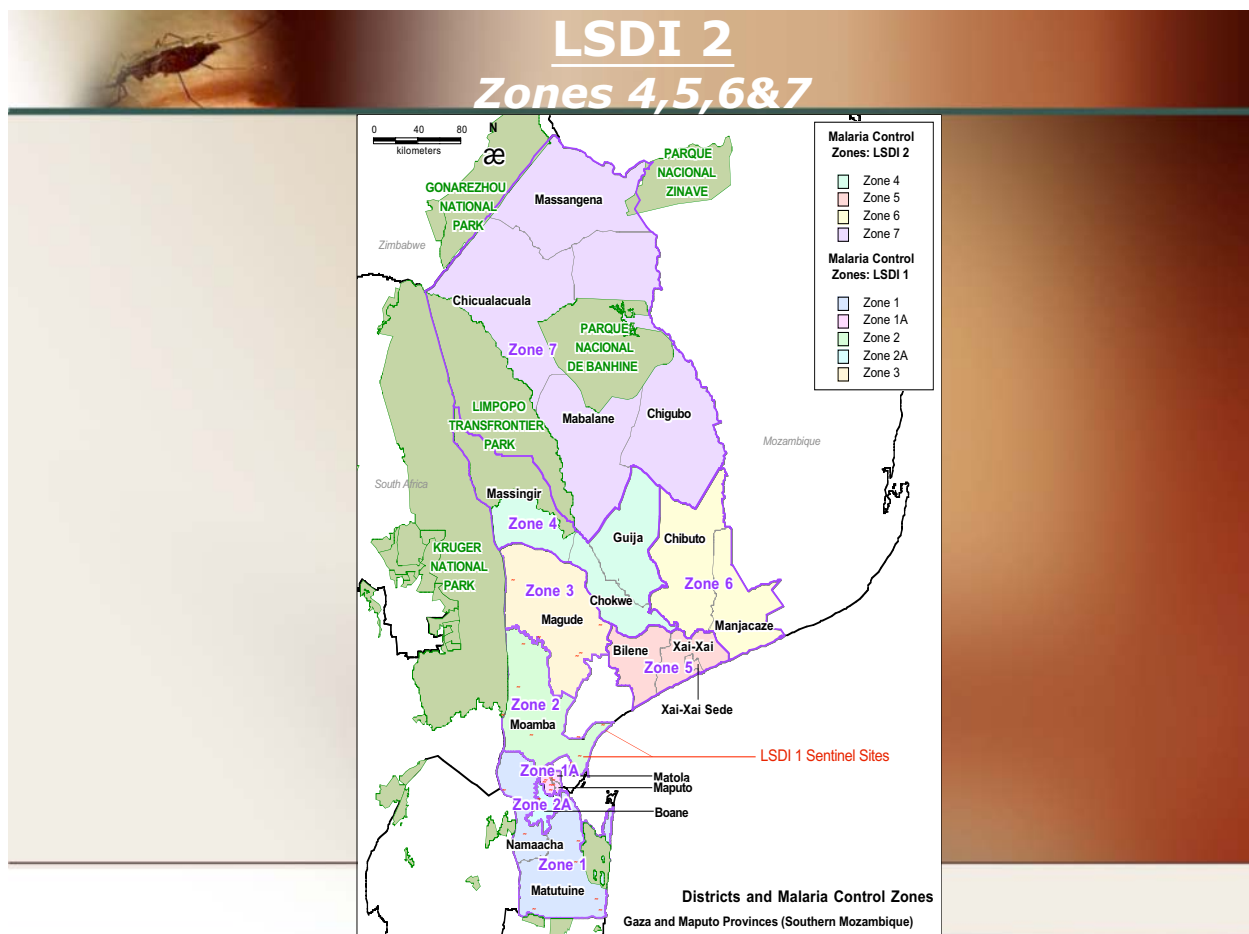 LSDI 2
Zones 4,5,6&7
0 40 80
kilometers
N
æ
Malaria Control
Zones: LSDI 2
Zone 4
Zone 5
Zone 6
Zone 7
Malaria Control
Zones: LSDI 1
Zone 1
Zone 1A
Zone 2
Zone 2A
Zone 3
PARQUE
NACIONAL
ZINAVE
GONAREZHOU
NATIONAL
PARK
Massangena
Zimbabwe
Chicualacuala
PARQUE
NACIONAL
DE BANHINE
Zone 7
LIMPOPO
TRANSFRONTIER
PARK
Mabalane
Chigubo
Mozambique
South Africa
Massingir
Zone 4
Guija
Chibuto
KRUGER
NATIONAL
PARK
Zone 3
Zone 6
Chokwe
Magude
Manjacaze
Bilene
Xai-Xai
Zone 5
Xai-Xai Sede
Zone 2
Moamba
LSDI 1 Sentinel Sites
Zone 1A
Matola
Maputo
Zone 2A
Boane
Namaacha
Zone 1
Matutuine
Districts and Malaria Control Zones
Gaza and Maputo Provinces (Southern Mozambique)